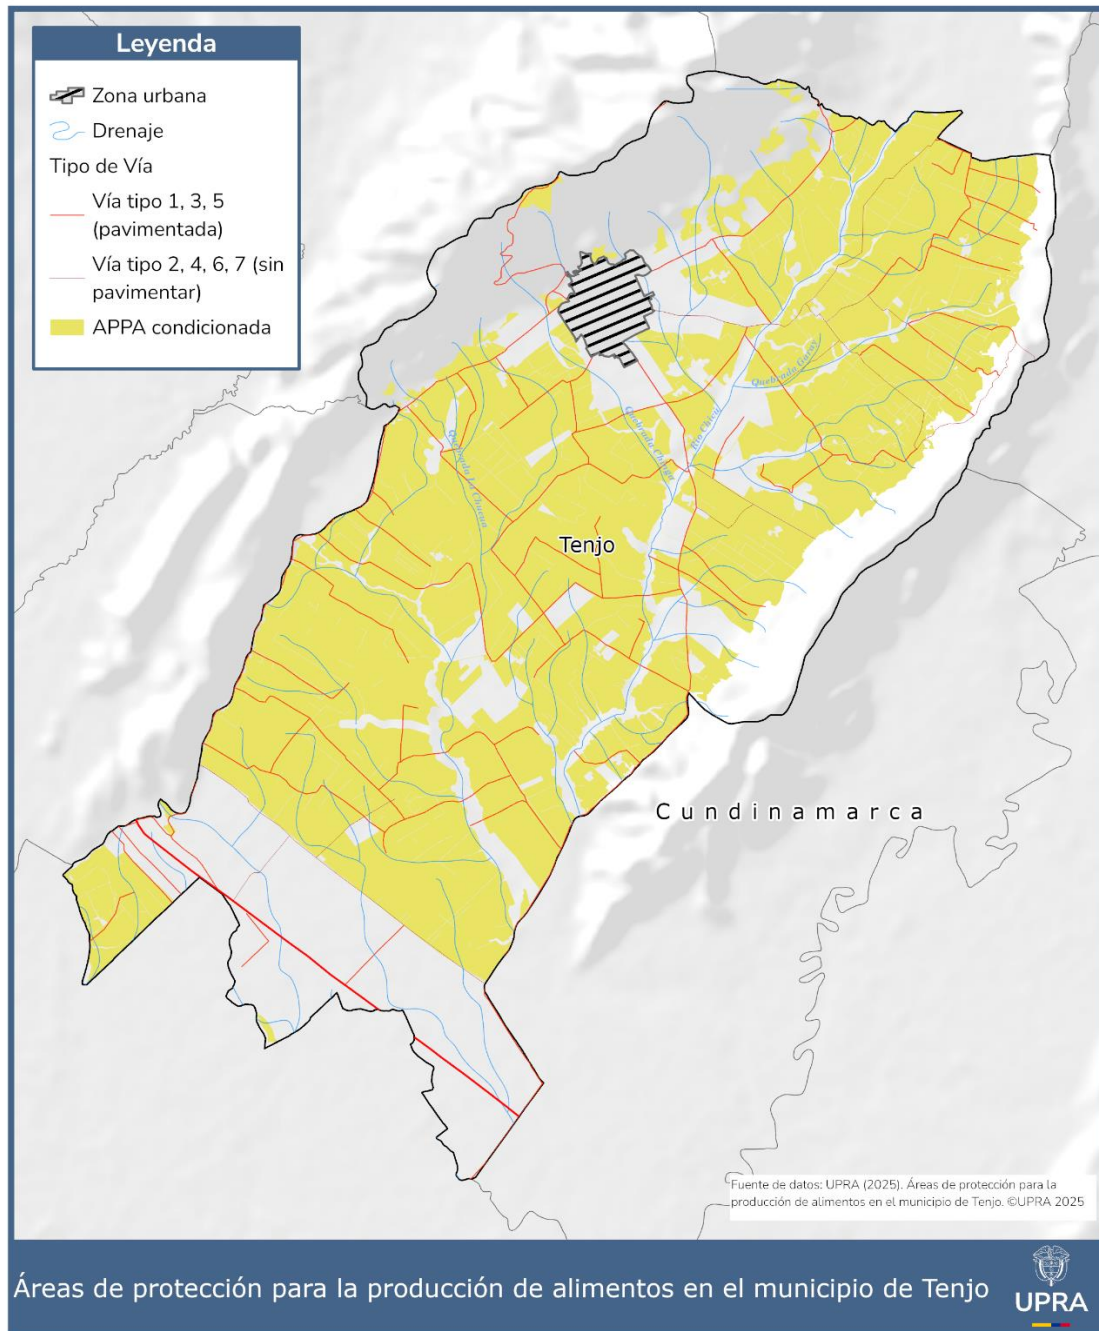 Leyenda
Zona urbana
Drenaje
Tipo de Vía
Vía tipo 1, 3, 5
(pavimentada)
Vía tipo 2, 4, 6, 7 (sin
pavimentar)
APPA condicionada
Quebrada Garay
Río Chicú
Quebrada Chinga
Quebrada La Chucua
Tenjo
Cundinamarca
Fuente de datos: UPRA (2025). Áreas de protección para la
producción de alimentos en el municipio de Tenjo. ©UPRA 2025
Áreas de protección para la producción de alimentos en el municipio de Tenjo
UPRA